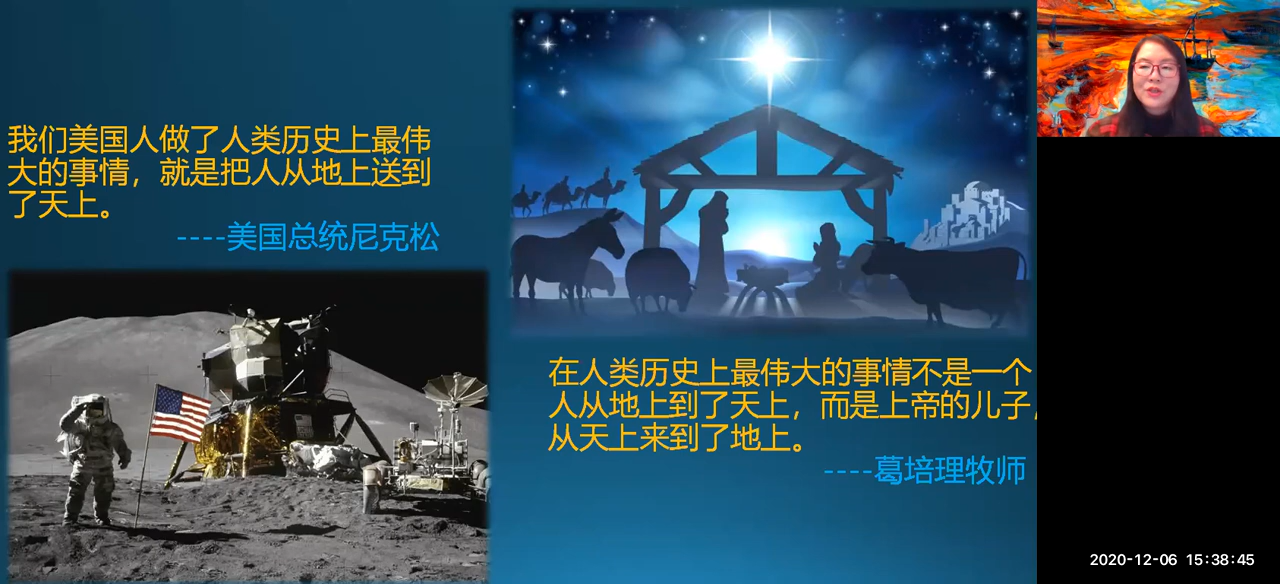 我们美国人做了人类历史上最伟
大的事情，就是把人从地上送到
了天上。
----美国总统尼克松
在人类历史上最伟大的事情不是一个
人从地上到了天上，而是上帝的儿子，
从天上来到了地上。
----葛培理牧师
2020-12-06 15:38:45